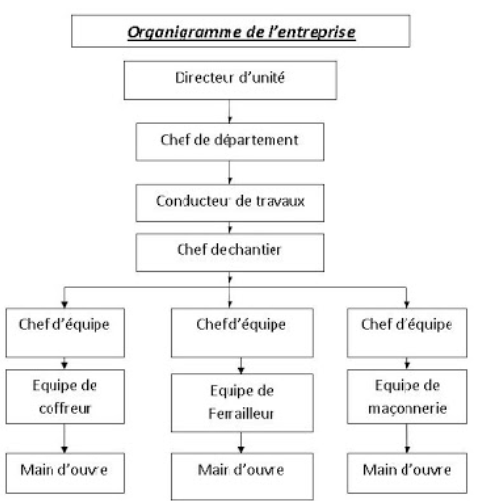 Organigramme de l'entreprise
Directeur d'unité
Chef de département
Conducteur de travaux
Chef dechantier
Chef d'équipe
Chef d'équipe
Chef d'équipe
Equipe de
coffreur
Equipe de
Ferrailleur
Equipe de
maçonnerie
Main d'ouvre
Main d'ouvre
Main d'ouvre